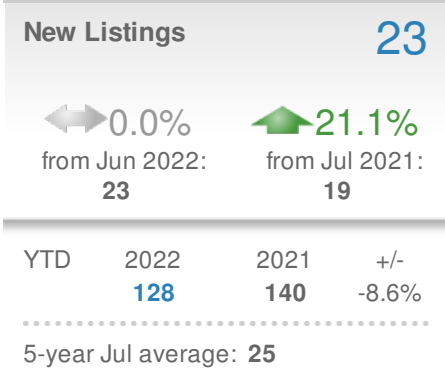 New Listings 23
0.0% 21.1%
from Jun 2022: from Jul 2021:
23 19
YTD 2022 2021 +/-
128 140 -8.6%
5-year Jul average: 25